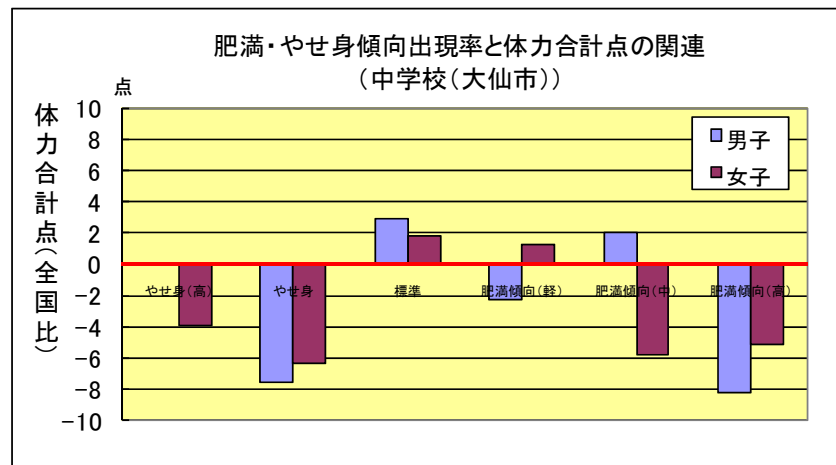 肥満・やせ身傾向出現率と体力合計点の関連
(中学校(大仙市))
点
体力合計点(全国比)
10
8
6
4
2
0
-2
-4
-6
-8
-10
男子
女子
やせ身(高)
やせ身
標準
肥満傾向(軽)
肥満傾向(中)
肥満傾向(高)